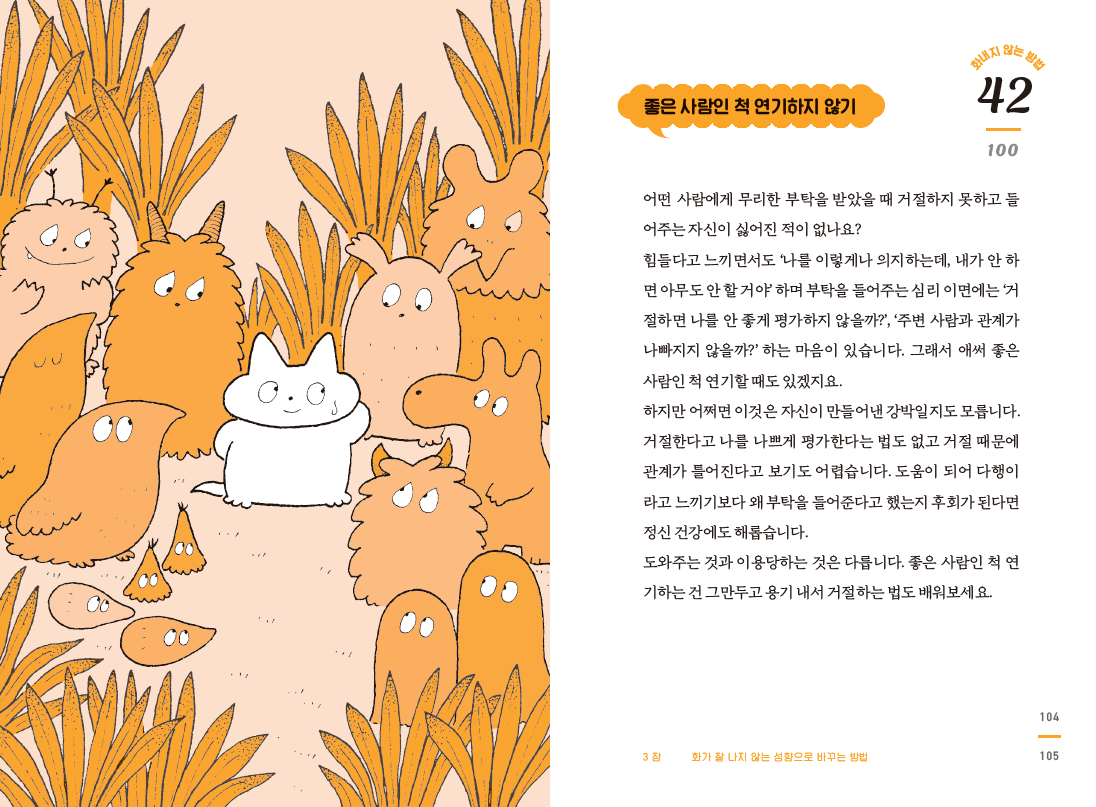 화내지 않는 방법
42
100
좋은 사람인 척 연기하지 않기
어떤 사람에게 무리한 부탁을 받았을 때 거절하지 못하고 들
어주는 자신이 싫어진 적이 없나요?
힘들다고 느끼면서도 ‘나를 이렇게나 의지하는데, 내가 안 하
면 아무도 안 할 거야’ 하며 부탁을 들어주는 심리 이면에는 ‘거
절하면 나를 안 좋게 평가하지 않을까?’, ‘주변 사람과 관계가
나빠지지 않을까?’ 하는 마음이 있습니다. 그래서 애써 좋은
사람인 척 연기할 때도 있겠지요.
하지만 어쩌면 이것은 자신이 만들어낸 강박일지도 모릅니다.
거절한다고 나를 나쁘게 평가한다는 법도 없고 거절 때문에
관계가 틀어진다고 보기도 어렵습니다. 도움이 되어 다행이
라고 느끼기보다 왜 부탁을 들어준다고 했는지 후회가 된다면
정신 건강에도 해롭습니다.
도와주는 것과 이용당하는 것은 다릅니다. 좋은 사람인 척 연
기하는 건 그만두고 용기 내서 거절하는 법도 배워보세요.
104
105
3 장 화가 잘 나지 않는 성향으로 바꾸는 방법